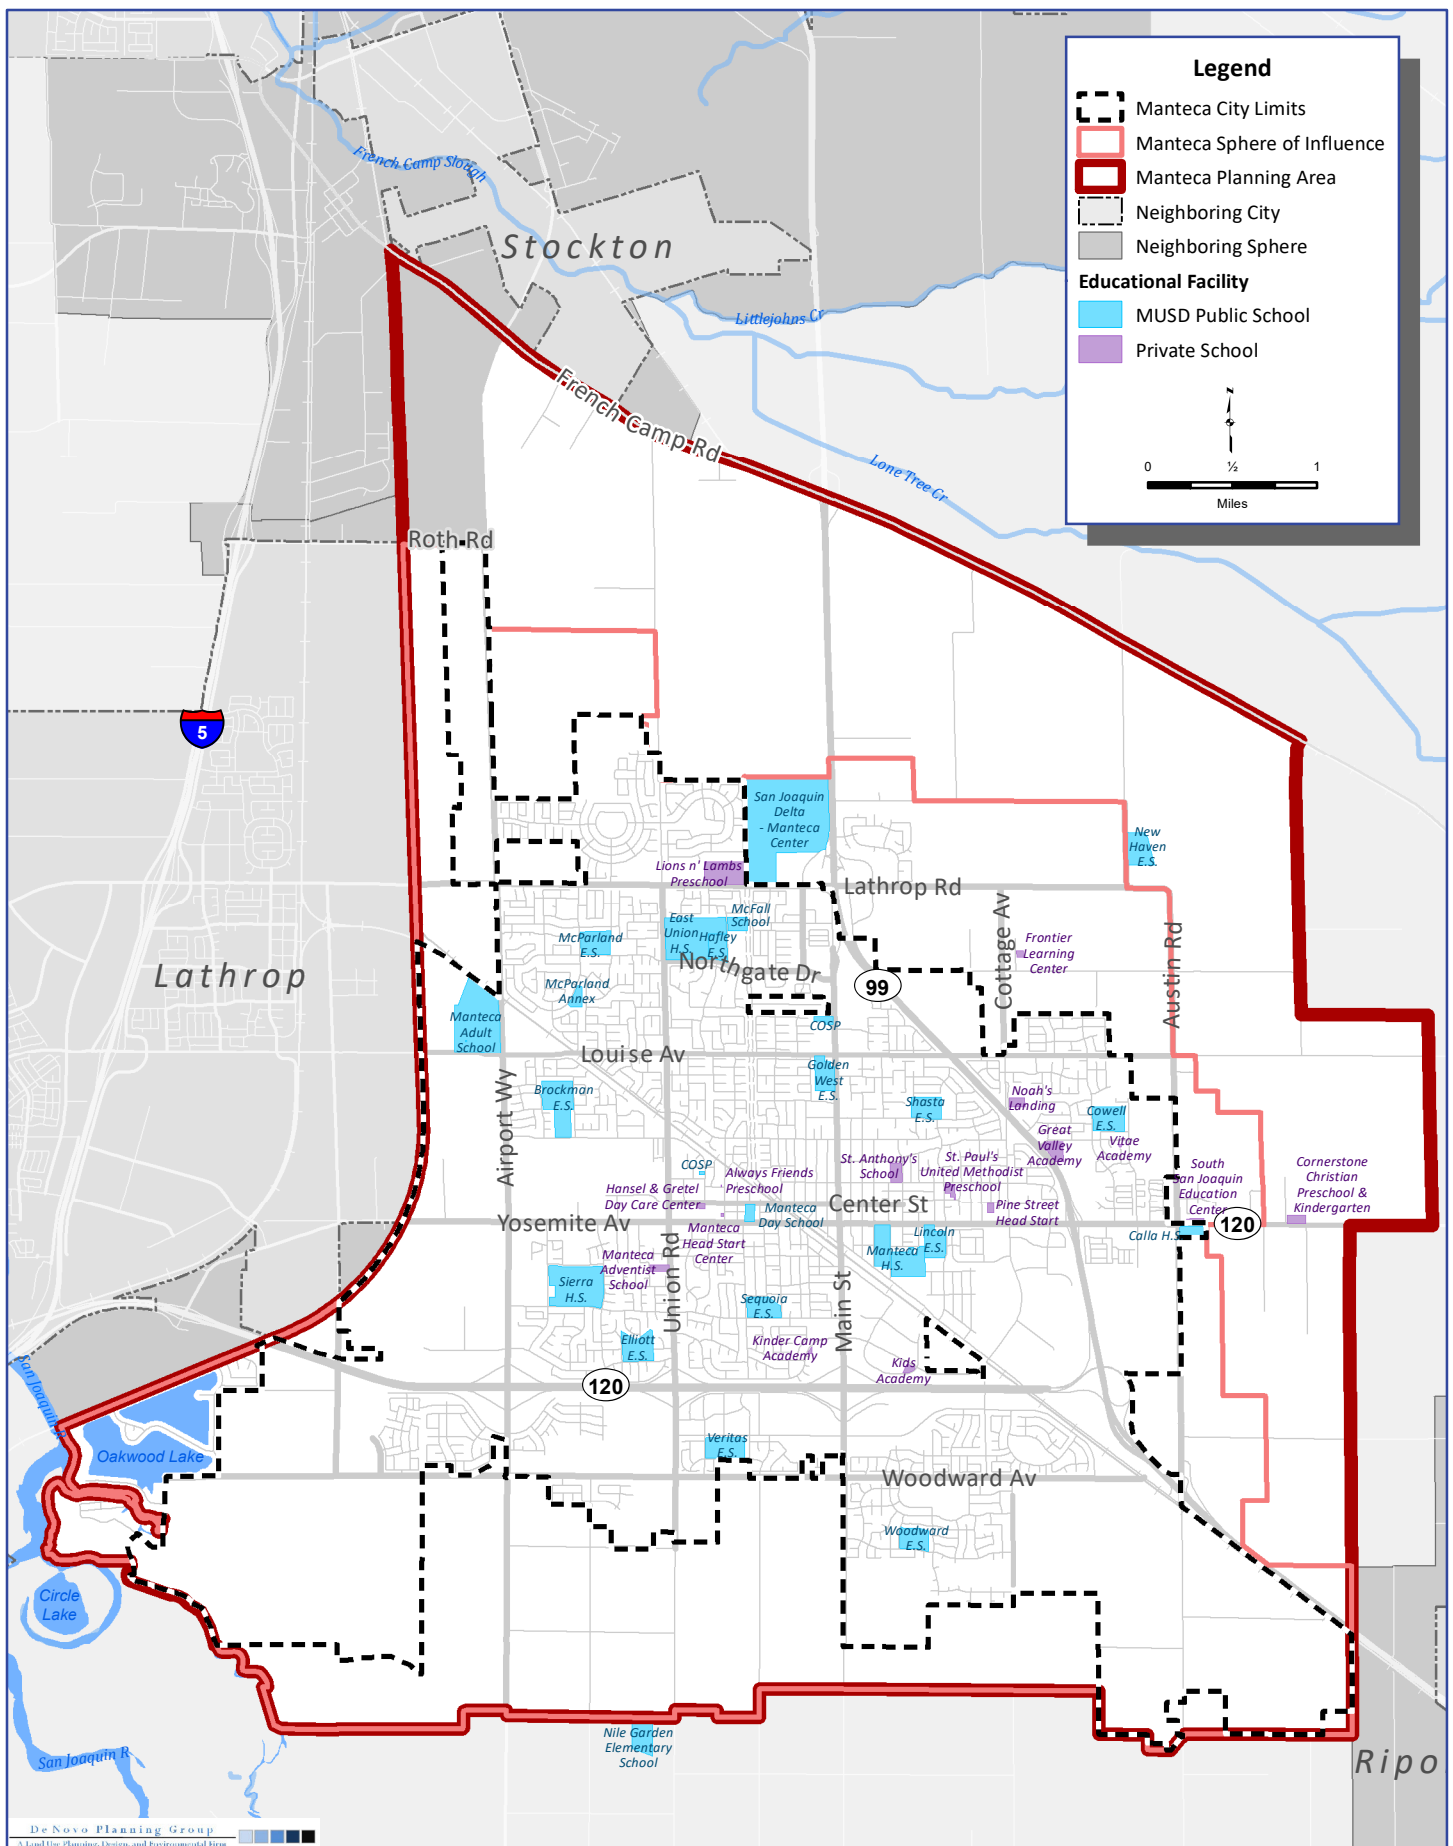 Legend
Manteca City Limits
Manteca Sphere of Influence
Manteca Planning Area
Neighboring City
Neighboring Sphere
Educational Facility
MUSD Public School
Private School
N
0 ½ 1
Miles
French Camp Slough
Stockton
Littlejohns Cr
French Camp Rd
Lone Tree Cr
Roth Rd
5
San Joaquin
Delta
- Manteca
Center
New
Haven
E.S.
Lions n' Lambs
Preschool
Lathrop Rd
McFall
School
East
Union
H.S.
Hafley
E.S.
McParland
E.S.
Northgate Dr
Cottage Av
Frontier
Learning
Center
Austin Rd
Lathrop
99
McParland
Annex
Manteca
Adult
School
COSP
Louise Av
Golden
West
E.S.
Airport Wy
Brockman
E.S.
Shasta
E.S.
Noah's
Landing
Cowell
E.S.
Great
Valley
Academy
Vitae
Academy
COSP
Always Friends
Preschool
St. Anthony's
School
St. Paul's
United Methodist
Preschool
South
San Joaquin
Education
Center
Cornerstone
Christian
Preschool &
Kindergarten
Hansel & Gretel
Day Care Center
Manteca
Day School
Center St
Pine Street
Head Start
Yosemite Av
120
Manteca
Head Start
Center
Calla H.S.
Lincoln
E.S.
Manteca
H.S.
Manteca
Adventist
School
Union Rd
Main St
Sierra
H.S.
Sequoia
E.S.
Elliott
E.S.
Kinder Camp
Academy
Kids
Academy
120
San Joaquin R
Oakwood Lake
Veritas
E.S.
Woodward Av
Woodward
E.S.
Circle
Lake
Nile Garden
Elementary
School
San Joaquin R
Ripo
De Novo Planning Group
A Land Use Planning, Design, and Environmental Firm